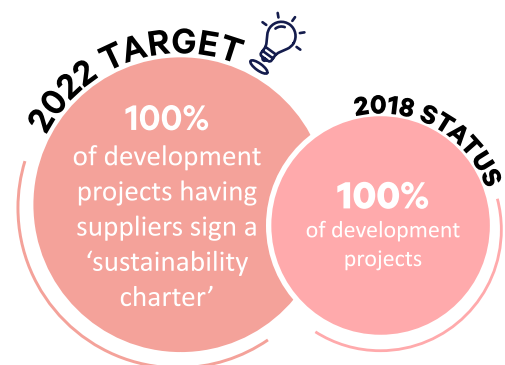 2022 TARGET
100%
of development
projects having
suppliers sign a
‘sustainability
charter’
2018 STATUS
100%
of development
projects